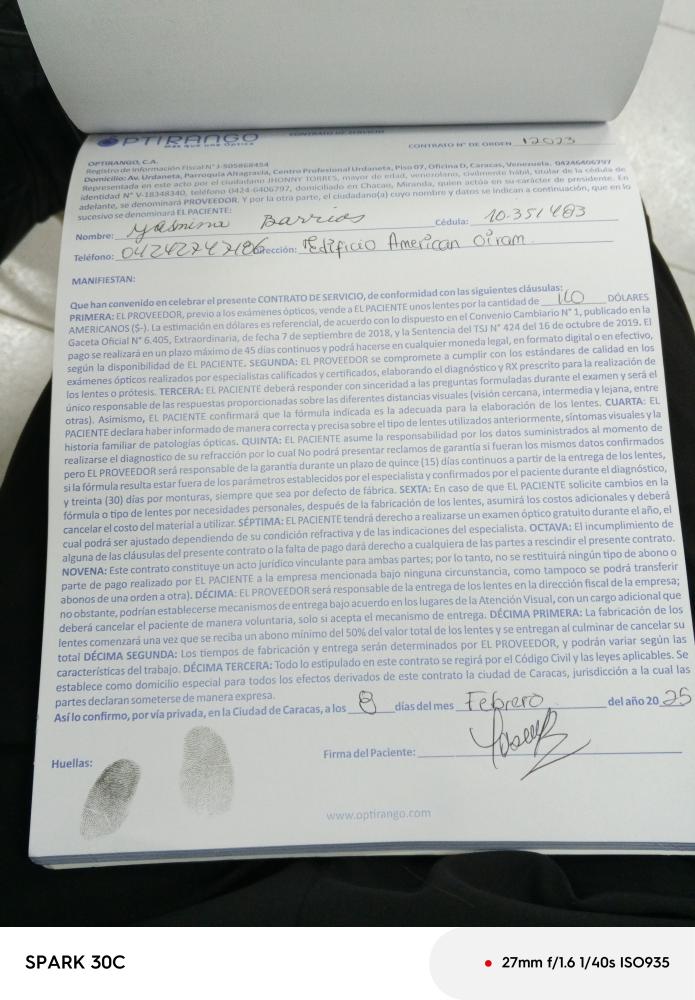 OPTIRANGO
MÁS QUE UNA ÓPTICA
CONTRATO DE SERVICIO
CONTRATO N° DE ORDEN 12023
OPTIRANGO, C.A.
Registro de Información Fiscal N° J-505868454
Domicilio: Av. Urdaneta, Parroquia Altagracia, Centro Profesional Urdaneta, Piso 07, Oficina D, Caracas, Venezuela. 04246406797
Representada en este acto por el ciudadano JHONNY TORRES, mayor de edad, venezolano, civilmente hábil, titular de la cédula de
identidad N° V-18348340, teléfono 0424-6406797, domiciliado en Chacao, Miranda, quien actúa en su carácter de presidente. En
adelante, se denominará PROVEEDOR. Y por la otra parte, el ciudadano(a) cuyo nombre y datos se indican a continuación, que en lo
sucesivo se denominará EL PACIENTE:
Nombre: Yasmina Barrios Cédula: 10.351483
Teléfono: 04242747186 Dirección: Edificio American Oiram
MANIFIESTAN:
Que han convenido en celebrar el presente CONTRATO DE SERVICIO, de conformidad con las siguientes cláusulas:
PRIMERA: EL PROVEEDOR, previo a los exámenes ópticos, vende a EL PACIENTE unos lentes por la cantidad de 110 DÓLARES
AMERICANOS ($-). La estimación en dólares es referencial, de acuerdo con lo dispuesto en el Convenio Cambiario N° 1, publicado en la
Gaceta Oficial N° 6.405, Extraordinaria, de fecha 7 de septiembre de 2018, y la Sentencia del TSJ N° 424 del 16 de octubre de 2019. El
pago se realizará en un plazo máximo de 45 días continuos y podrá hacerse en cualquier moneda legal, en formato digital o en efectivo,
según la disponibilidad de EL PACIENTE. SEGUNDA: EL PROVEEDOR se compromete a cumplir con los estándares de calidad en los
exámenes ópticos realizados por especialistas calificados y certificados, elaborando el diagnóstico y RX prescrito para la realización de
los lentes o prótesis. TERCERA: EL PACIENTE deberá responder con sinceridad a las preguntas formuladas durante el examen y será el
único responsable de las respuestas proporcionadas sobre las diferentes distancias visuales (visión cercana, intermedia y lejana, entre
otras). Asimismo, EL PACIENTE confirmará que la fórmula indicada es la adecuada para la elaboración de los lentes. CUARTA: EL
PACIENTE declara haber informado de manera correcta y precisa sobre el tipo de lentes utilizados anteriormente, síntomas visuales y la
historia familiar de patologías ópticas. QUINTA: EL PACIENTE asume la responsabilidad por los datos suministrados al momento de
realizarse el diagnostico de su refracción por lo cual No podrá presentar reclamos de garantía si fueran los mismos datos confirmados
pero EL PROVEEDOR será responsable de la garantía durante un plazo de quince (15) días continuos a partir de la entrega de los lentes,
si la fórmula resulta estar fuera de los parámetros establecidos por el especialista y confirmados por el paciente durante el diagnóstico,
y treinta (30) días por monturas, siempre que sea por defecto de fábrica. SEXTA: En caso de que EL PACIENTE solicite cambios en la
fórmula o tipo de lentes por necesidades personales, después de la fabricación de los lentes, asumirá los costos adicionales y deberá
cancelar el costo del material a utilizar. SÉPTIMA: EL PACIENTE tendrá derecho a realizarse un examen óptico gratuito durante el año, el
cual podrá ser ajustado dependiendo de su condición refractiva y de las indicaciones del especialista. OCTAVA: El incumplimiento de
alguna de las cláusulas del presente contrato o la falta de pago dará derecho a cualquiera de las partes a rescindir el presente contrato.
NOVENA: Este contrato constituye un acto jurídico vinculante para ambas partes; por lo tanto, no se restituirá ningún tipo de abono o
parte de pago realizado por EL PACIENTE a la empresa mencionada bajo ninguna circunstancia, como tampoco se podrá transferir
abonos de una orden a otra). DÉCIMA: EL PROVEEDOR será responsable de la entrega de los lentes en la dirección fiscal de la empresa;
no obstante, podrían establecerse mecanismos de entrega bajo acuerdo en los lugares de la Atención Visual, con un cargo adicional que
deberá cancelar el paciente de manera voluntaria, solo si acepta el mecanismo de entrega. DÉCIMA PRIMERA: La fabricación de los
lentes comenzará una vez que se reciba un abono mínimo del 50% del valor total de los lentes y se entregan al culminar de cancelar su
total DÉCIMA SEGUNDA: Los tiempos de fabricación y entrega serán determinados por EL PROVEEDOR, y podrán variar según las
características del trabajo. DÉCIMA TERCERA: Todo lo estipulado en este contrato se regirá por el Código Civil y las leyes aplicables. Se
establece como domicilio especial para todos los efectos derivados de este contrato la ciudad de Caracas, jurisdicción a la cual las
partes declaran someterse de manera expresa.
Así lo confirmo, por vía privada, en la Ciudad de Caracas, a los 8 días del mes Febrero del año 2025
Huellas:
Firma del Paciente:
www.optirango.com
SPARK 30C
27mm f/1.6 1/40s ISO935